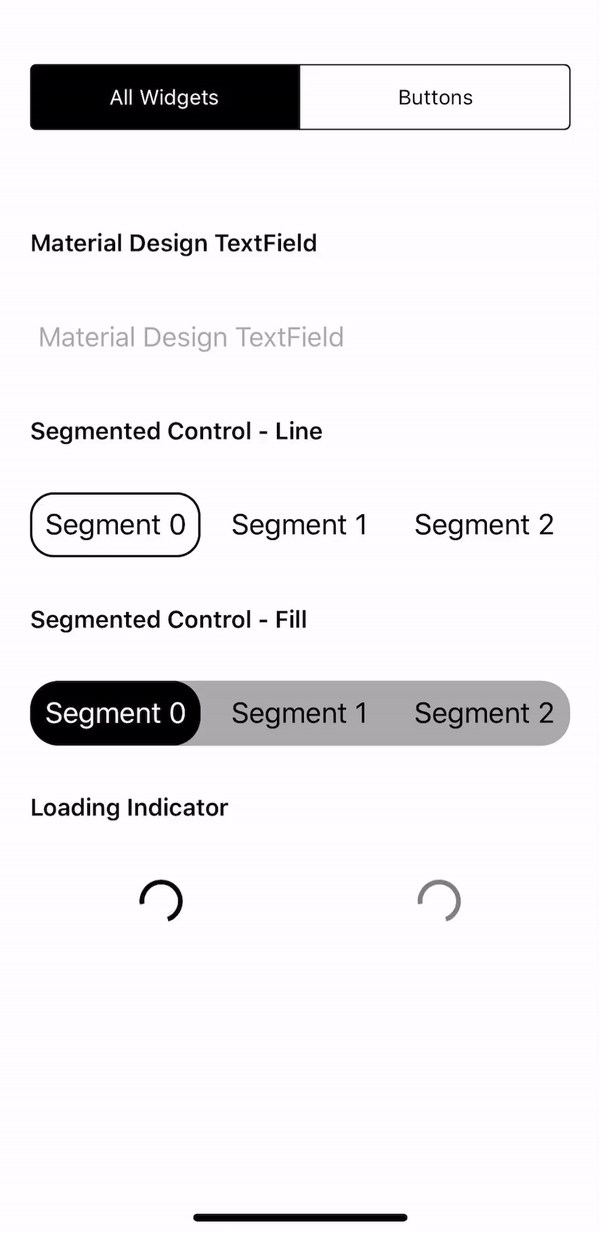 All Widgets Buttons
Material Design TextField
Material Design TextField
Segmented Control - Line
Segment 0 Segment 1 Segment 2
Segmented Control - Fill
Segment 0 Segment 1 Segment 2
Loading Indicator